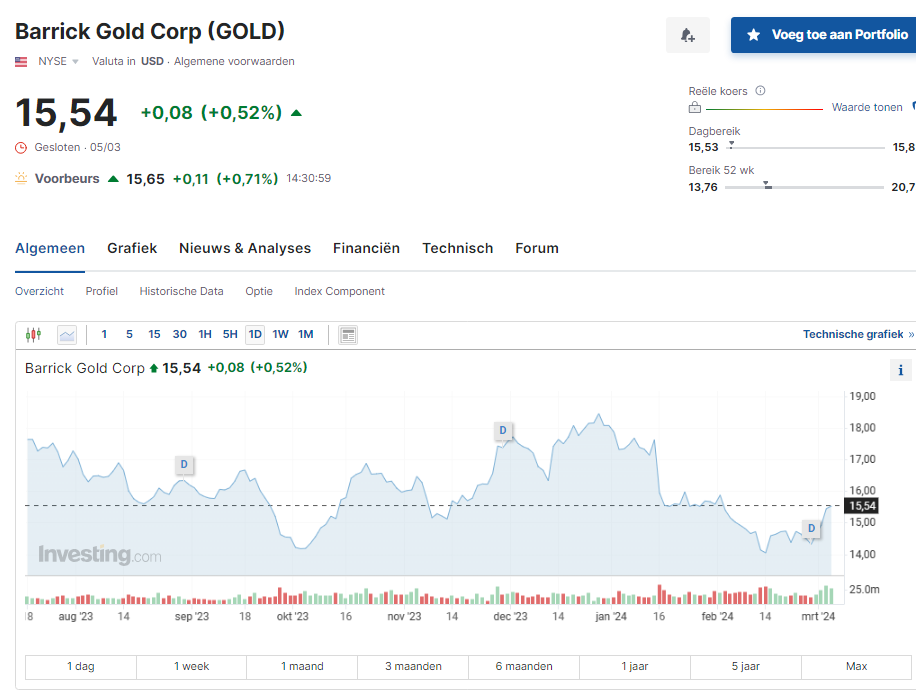 Barrick Gold Corp (GOLD)
Voeg toe aan Portfolio
NYSE Valuta in USD · Algemene voorwaarden
15,54 +0,08 (+0,52%)
Gesloten · 05/03
Voorbeurs 15,65 +0,11 (+0,71%) 14:30:59
Reële koers
Waarde tonen
Dagbereik
15,53 15,8
Bereik 52 wk
13,76 20,7
Algemeen Grafiek Nieuws & Analyses Financiën Technisch Forum
Overzicht Profiel Historische Data Optie Index Component
1 5 15 30 1H 5H 1D 1W 1M
Technische grafiek »
Barrick Gold Corp 15,54 +0,08 (+0,52%)
i
19,00
D
18,00
D
17,00
16,00
15,54
D
15,00
14,00
Investing.com
25.0m
8 aug '23 14 sep '23 18 okt '23 16 nov '23 14 dec '23 14 jan '24 16 feb '24 14 mrt '24
1 dag 1 week 1 maand 3 maanden 6 maanden 1 jaar 5 jaar Max